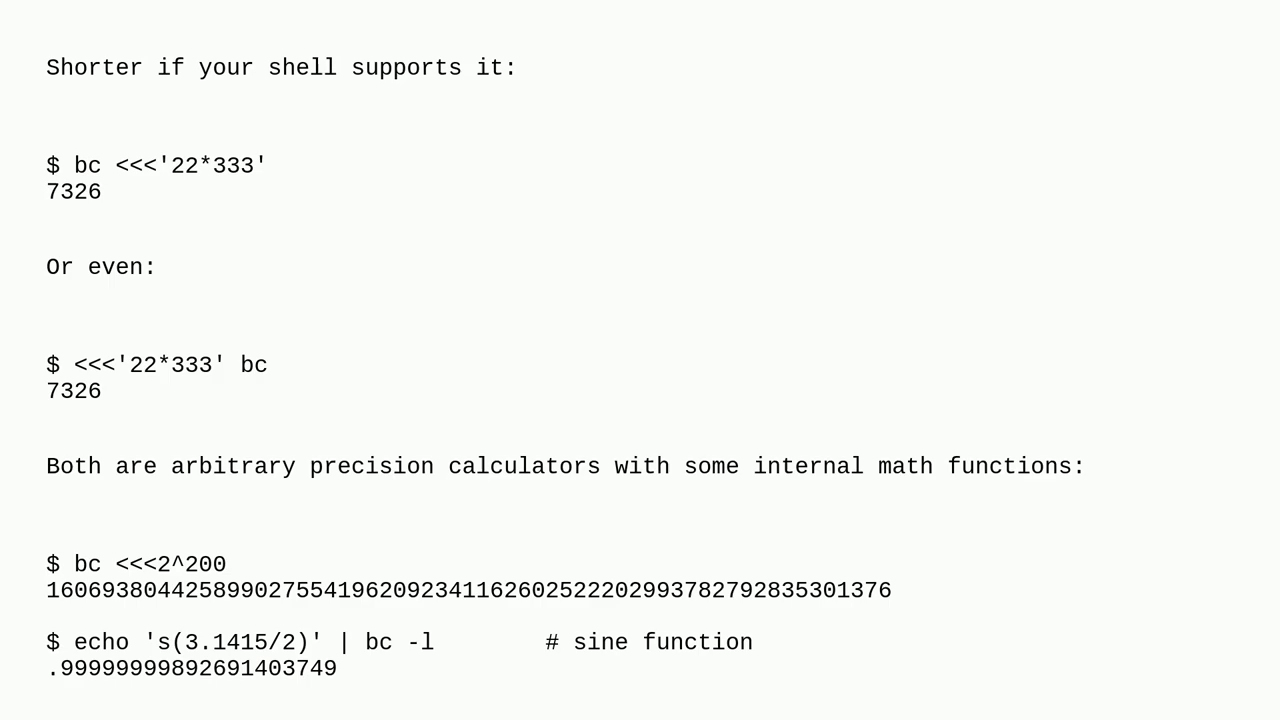 Shorter if your shell supports it:
$ bc <<<'22*333'
7326
Or even:
$ <<<'22*333' bc
7326
Both are arbitrary precision calculators with some internal math functions:
$ bc <<<2^200
1606938044258990275541962092341162602522202993782792835301376
$ echo 's(3.1415/2)' | bc -l        # sine function
.99999999892691403749